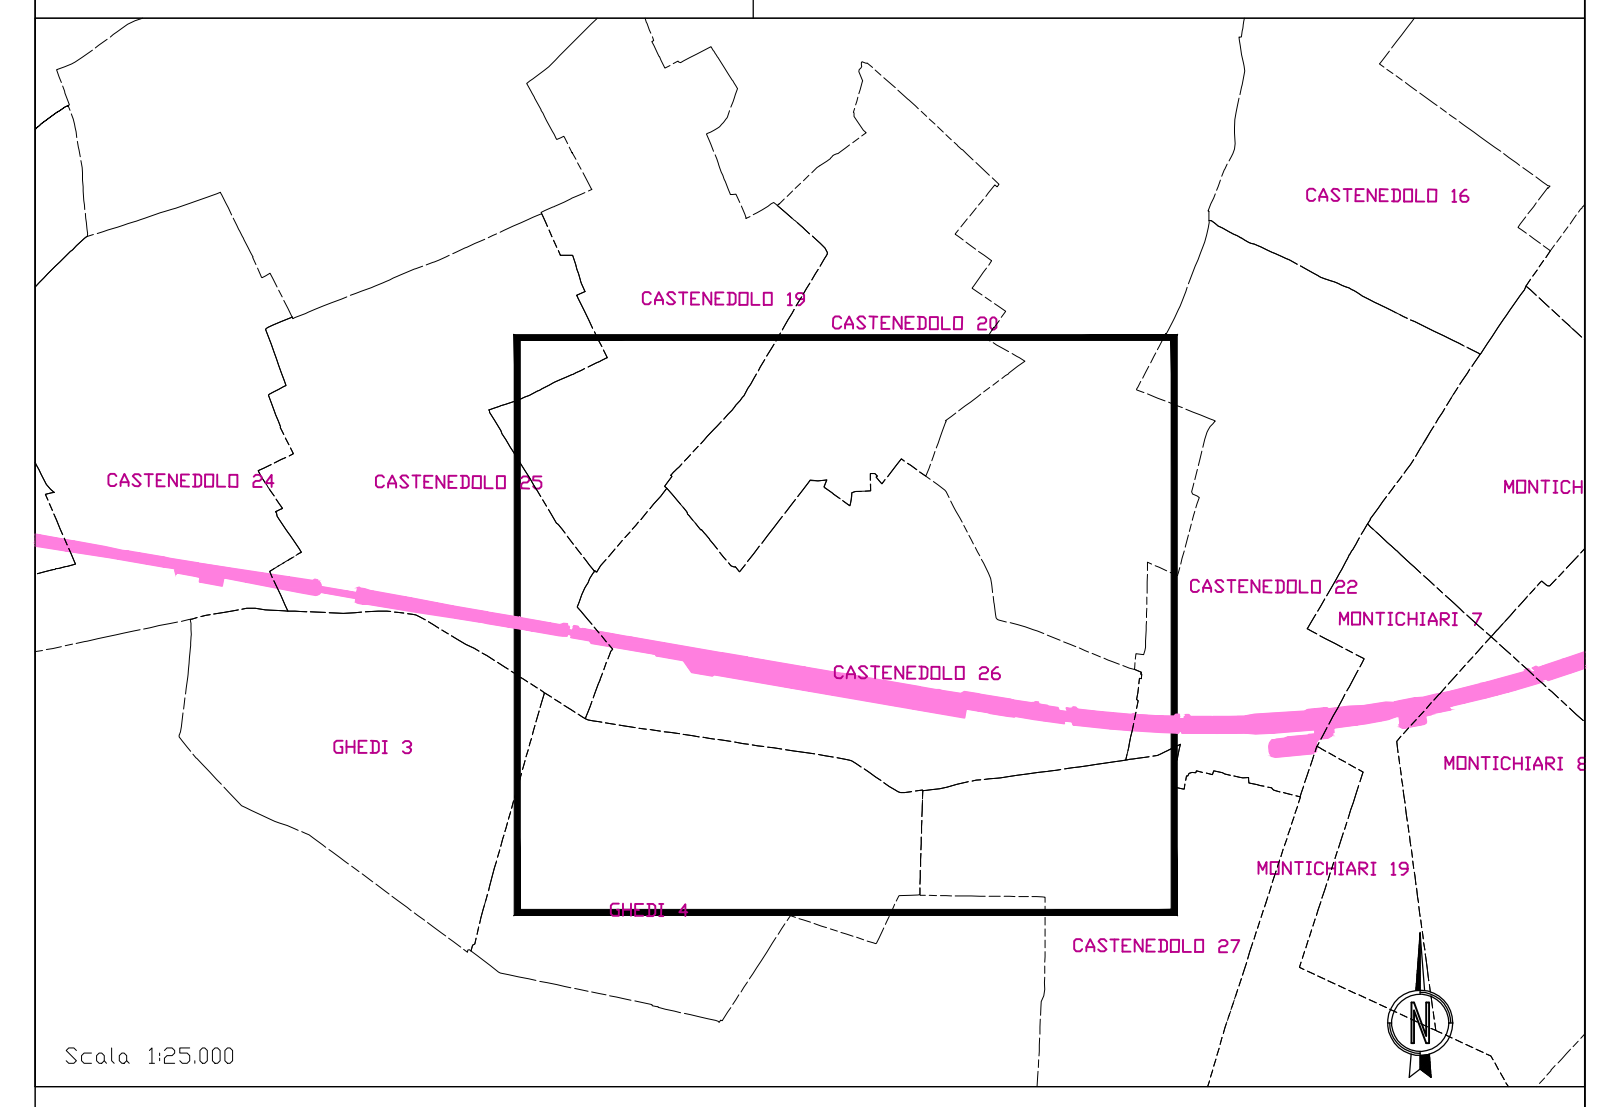 CASTENEDOLO 16
CASTENEDOLO 19
CASTENEDOLO 20
CASTENEDOLO 24
CASTENEDOLO 25
MONTICH
CASTENEDOLO 22
MONTICHIARI 7
CASTENEDOLO 26
GHEDI 3
MONTICHIARI 8
MONTICHIARI 19
GHEDI 4
CASTENEDOLO 27
N
Scala 1:25.000